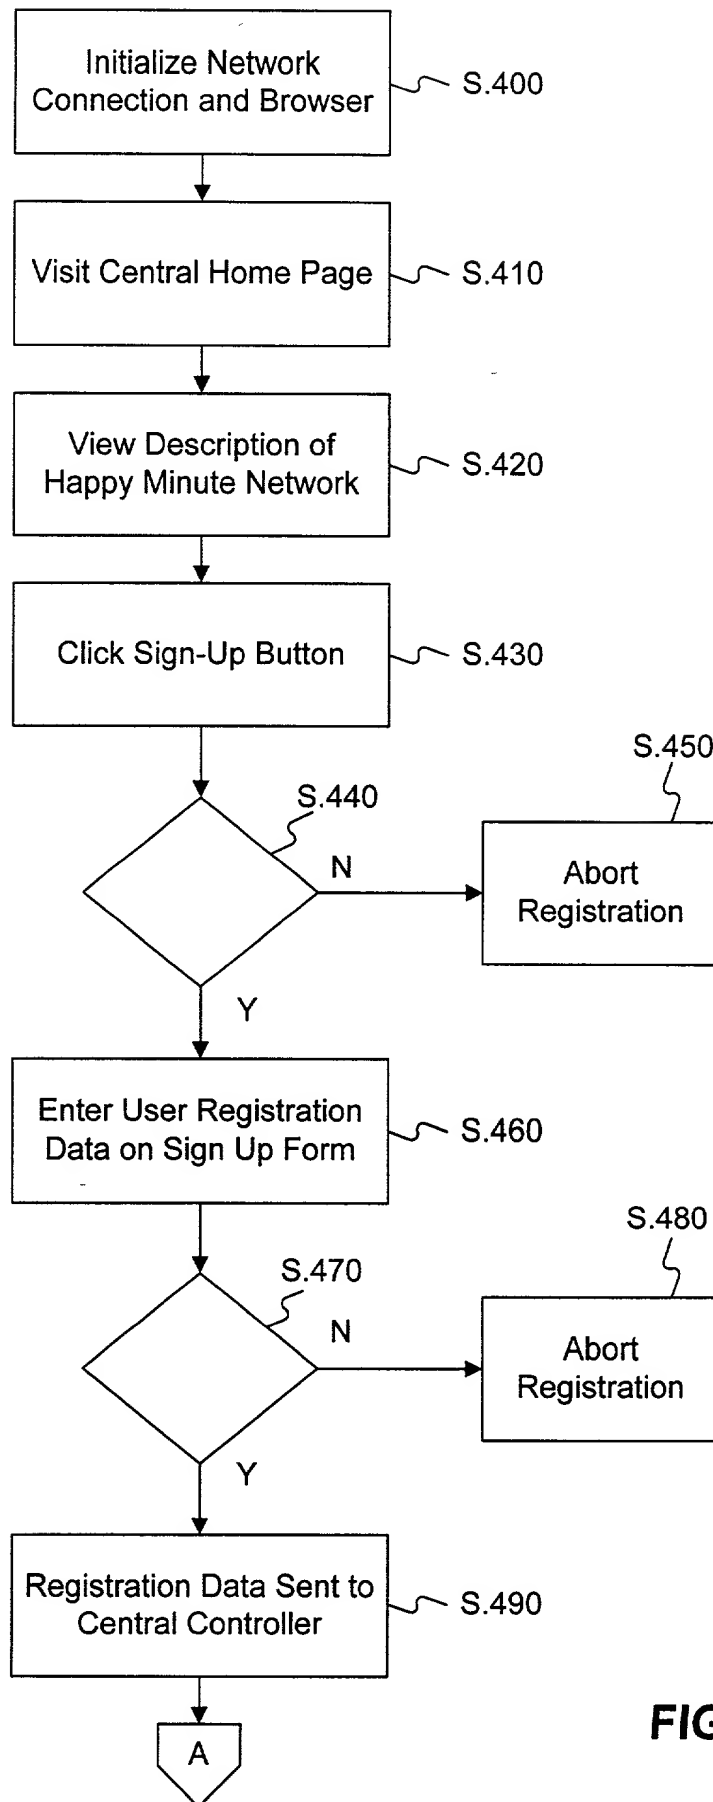 Initialize Network
Connection and Browser
S.400
Visit Central Home Page
S.410
View Description of
Happy Minute Network
S.420
Click Sign-Up Button
S.430
S.440
N
S.450
Abort
Registration
Y
Enter User Registration
Data on Sign Up Form
S.460
S.470
N
S.480
Abort
Registration
Y
Registration Data Sent to
Central Controller
S.490
A